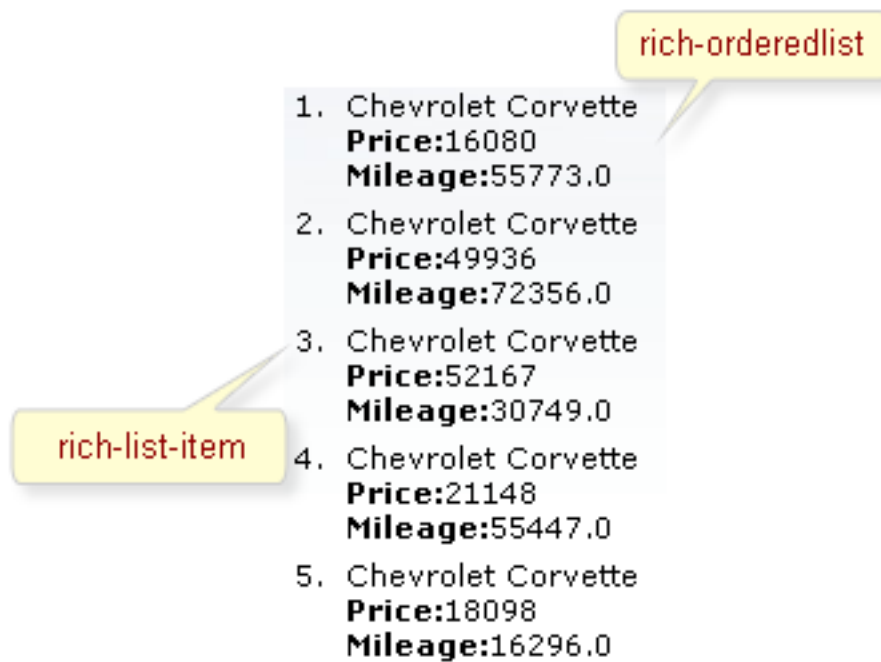 rich-orderedlist
1. Chevrolet Corvette
Price:16080
Mileage:55773.0
2. Chevrolet Corvette
Price:49936
Mileage:72356.0
3. Chevrolet Corvette
Price:52167
Mileage:30749.0
rich-list-item
4. Chevrolet Corvette
Price:21148
Mileage:55447.0
5. Chevrolet Corvette
Price:18098
Mileage:16296.0